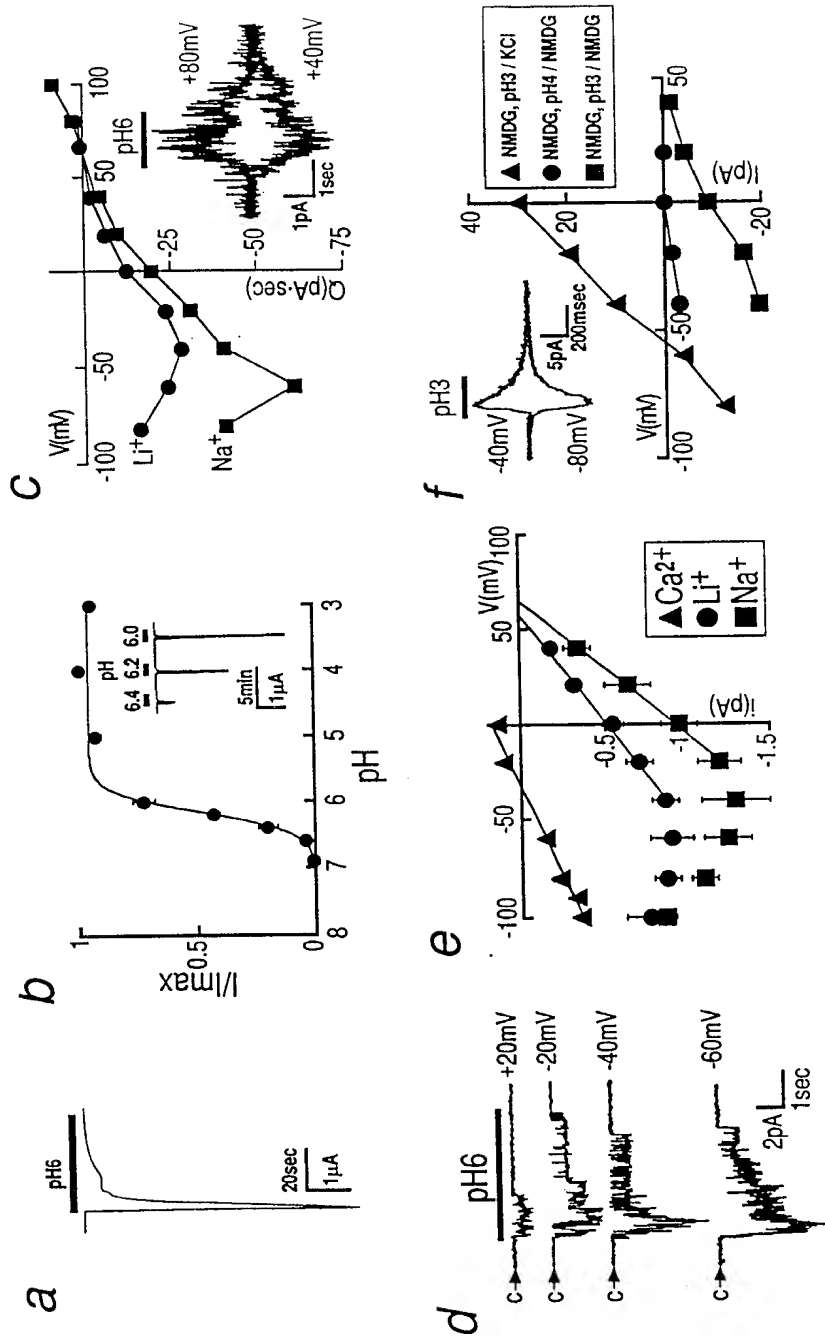 a
pH6
20sec
1µA
b
I/Imax
1
0.5
0
8
7
6
5
4
3
pH
6.4
6.2
6.0
pH
5min
1µA
c
V(mV)
-100
-50
50
100
Li+
Na+
-25
-50
-75
Q(pA·sec)
pH6
+80mV
+40mV
1pA
1sec
d
pH6
C
+20mV
C
-20mV
C
-40mV
C
-60mV
2pA
1sec
e
V(mV)
-100
-50
50
100
-0.5
-1
-1.5
i(pA)
Ca2+
Li+
Na+
f
pH3
-40mV
-80mV
5pA
200msec
NMDG, pH3 / KCl
NMDG, pH4 / NMDG
NMDG, pH3 / NMDG
40
20
-20
I(pA)
-100
-50
50
V(mV)